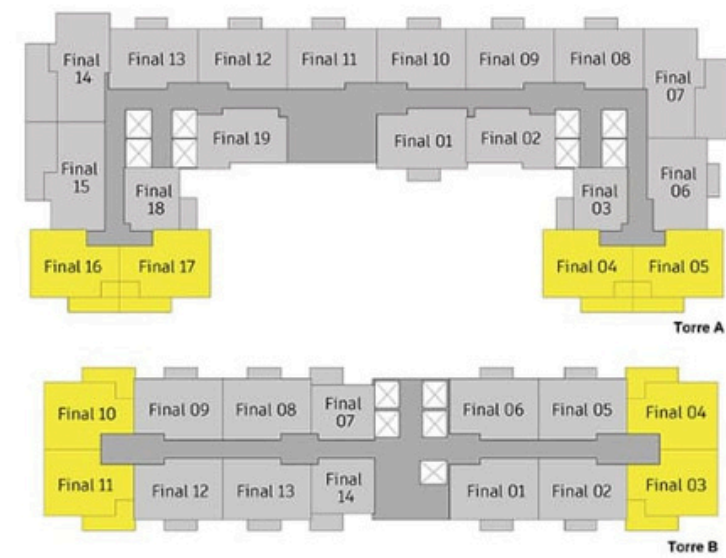 Final
14
Final 13
Final 12
Final 11
Final 10
Final 09
Final 08
Final
07
Final 19
Final 01
Final 02
Final
15
Final
18
Final
03
Final
06
Final 16
Final 17
Final 04
Final 05
Torre A
Final 10
Final 09
Final 08
Final
07
Final 06
Final 05
Final 04
Final 11
Final 12
Final 13
Final
14
Final 01
Final 02
Final 03
Torre B